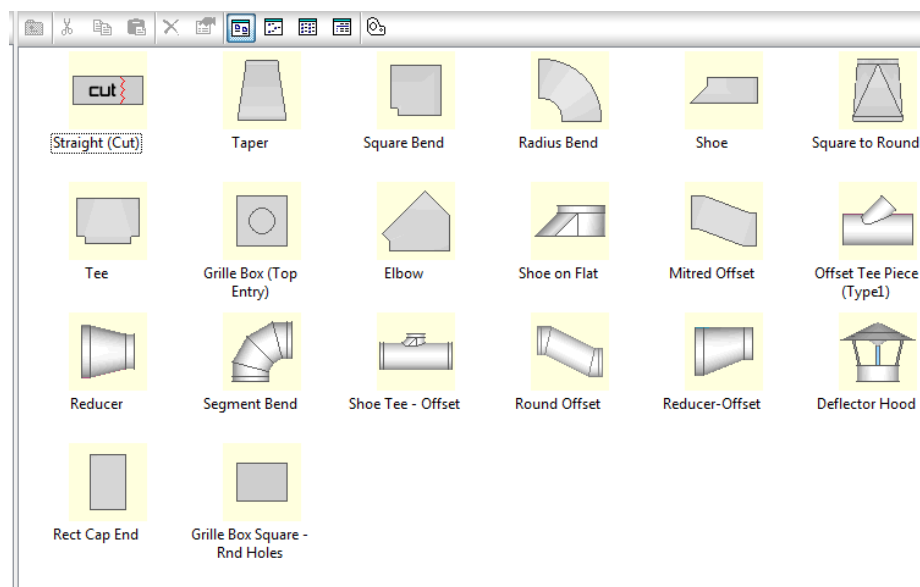 cut
Straight (Cut)
Taper
Square Bend
Radius Bend
Shoe
Square to Round
Tee
Grille Box (Top
Entry)
Elbow
Shoe on Flat
Mitred Offset
Offset Tee Piece
(Type1)
Reducer
Segment Bend
Shoe Tee - Offset
Round Offset
Reducer-Offset
Deflector Hood
Rect Cap End
Grille Box Square -
Rnd Holes